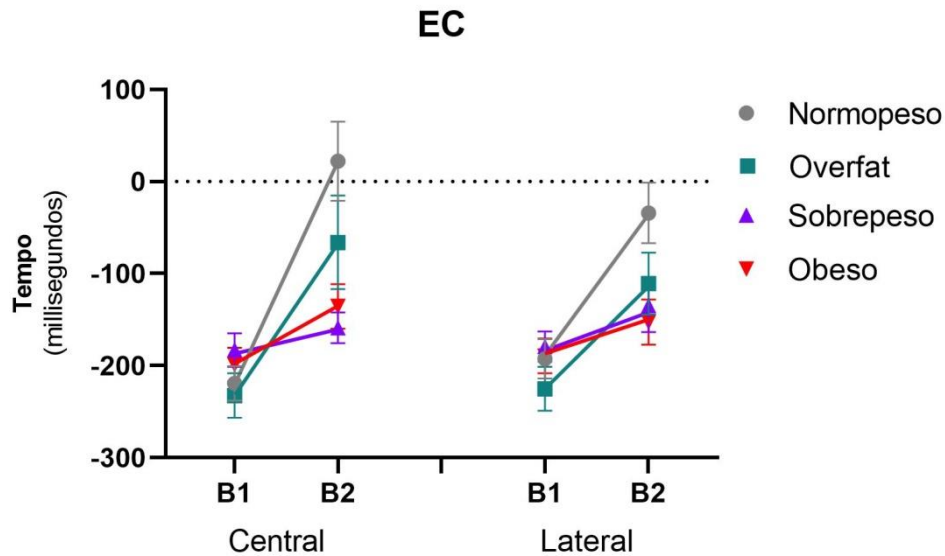 EC
Tempo
(millisegundos)
100
0
-100
-200
-300
B1
B2
B1
B2
Central
Lateral
Normopeso
Overfat
Sobrepeso
Obeso